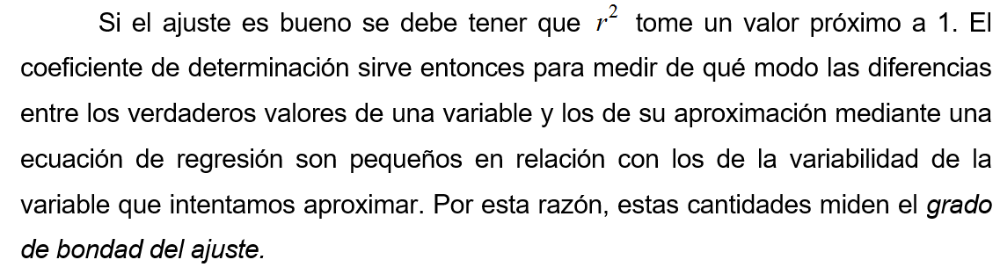 Si el ajuste es bueno se debe tener que r² tome un valor próximo a 1. El
coeficiente de determinación sirve entonces para medir de qué modo las diferencias
entre los verdaderos valores de una variable y los de su aproximación mediante una
ecuación de regresión son pequeños en relación con los de la variabilidad de la
variable que intentamos aproximar. Por esta razón, estas cantidades miden el grado
de bondad del ajuste.